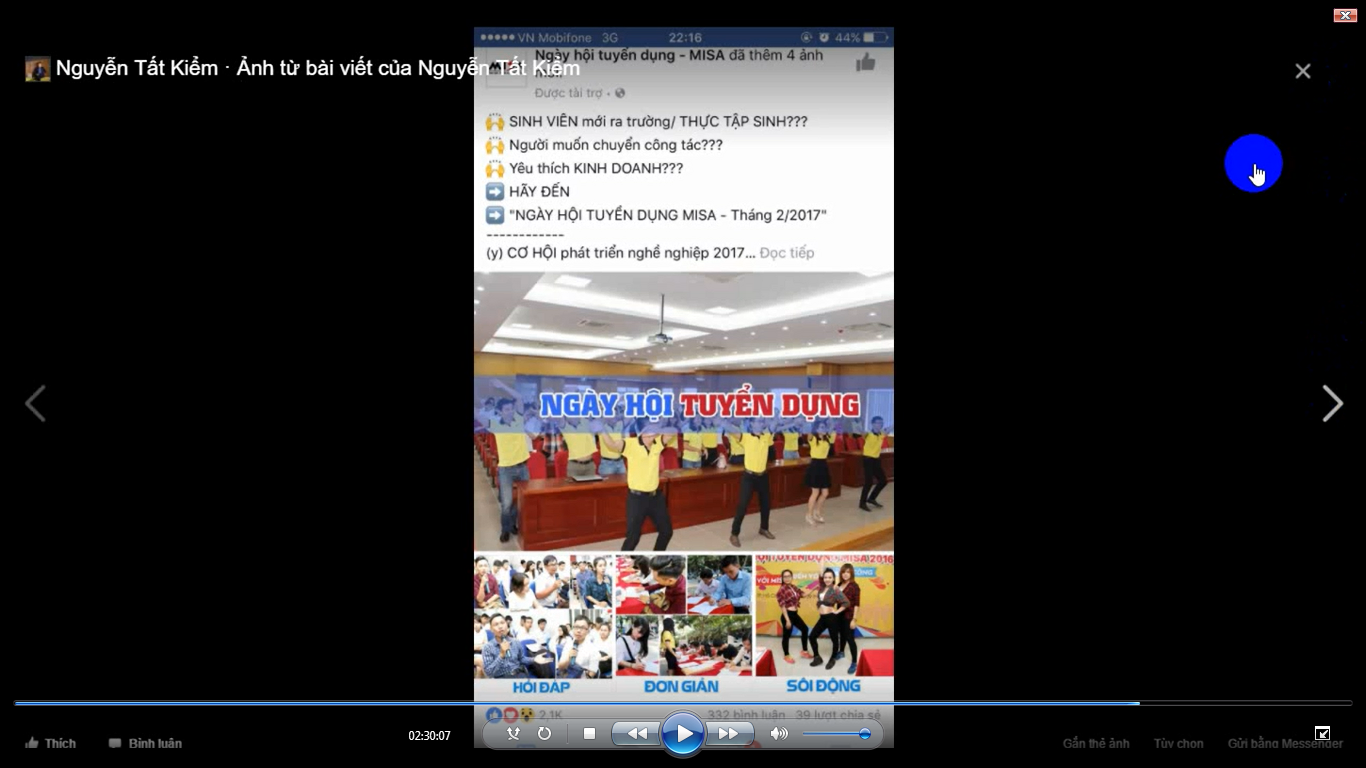 VN Mobifone 3G 22:16 44%
Ngày hội tuyển dụng - MISA đã thêm 4 ảnh
Nguyễn Tất Kiểm · Ảnh từ bài viết của Nguyễn Tất Kiểm
Được tài trợ ·
SINH VIÊN mới ra trường/ THỰC TẬP SINH???
Người muốn chuyển công tác???
Yêu thích KINH DOANH???
HÃY ĐẾN
"NGÀY HỘI TUYỂN DỤNG MISA - Tháng 2/2017"
------------
(y) CƠ HỘI phát triển nghề nghiệp 2017... Đọc tiếp
NGÀY HỘI TUYỂN DỤNG
HỎI ĐÁP ĐƠN GIẢN SÔI ĐỘNG
2,1K 332 bình luận 39 lượt chia sẻ
Thích Bình luận 02:30:07 Gắn thẻ ảnh Tùy chọn Gửi bằng Messenger